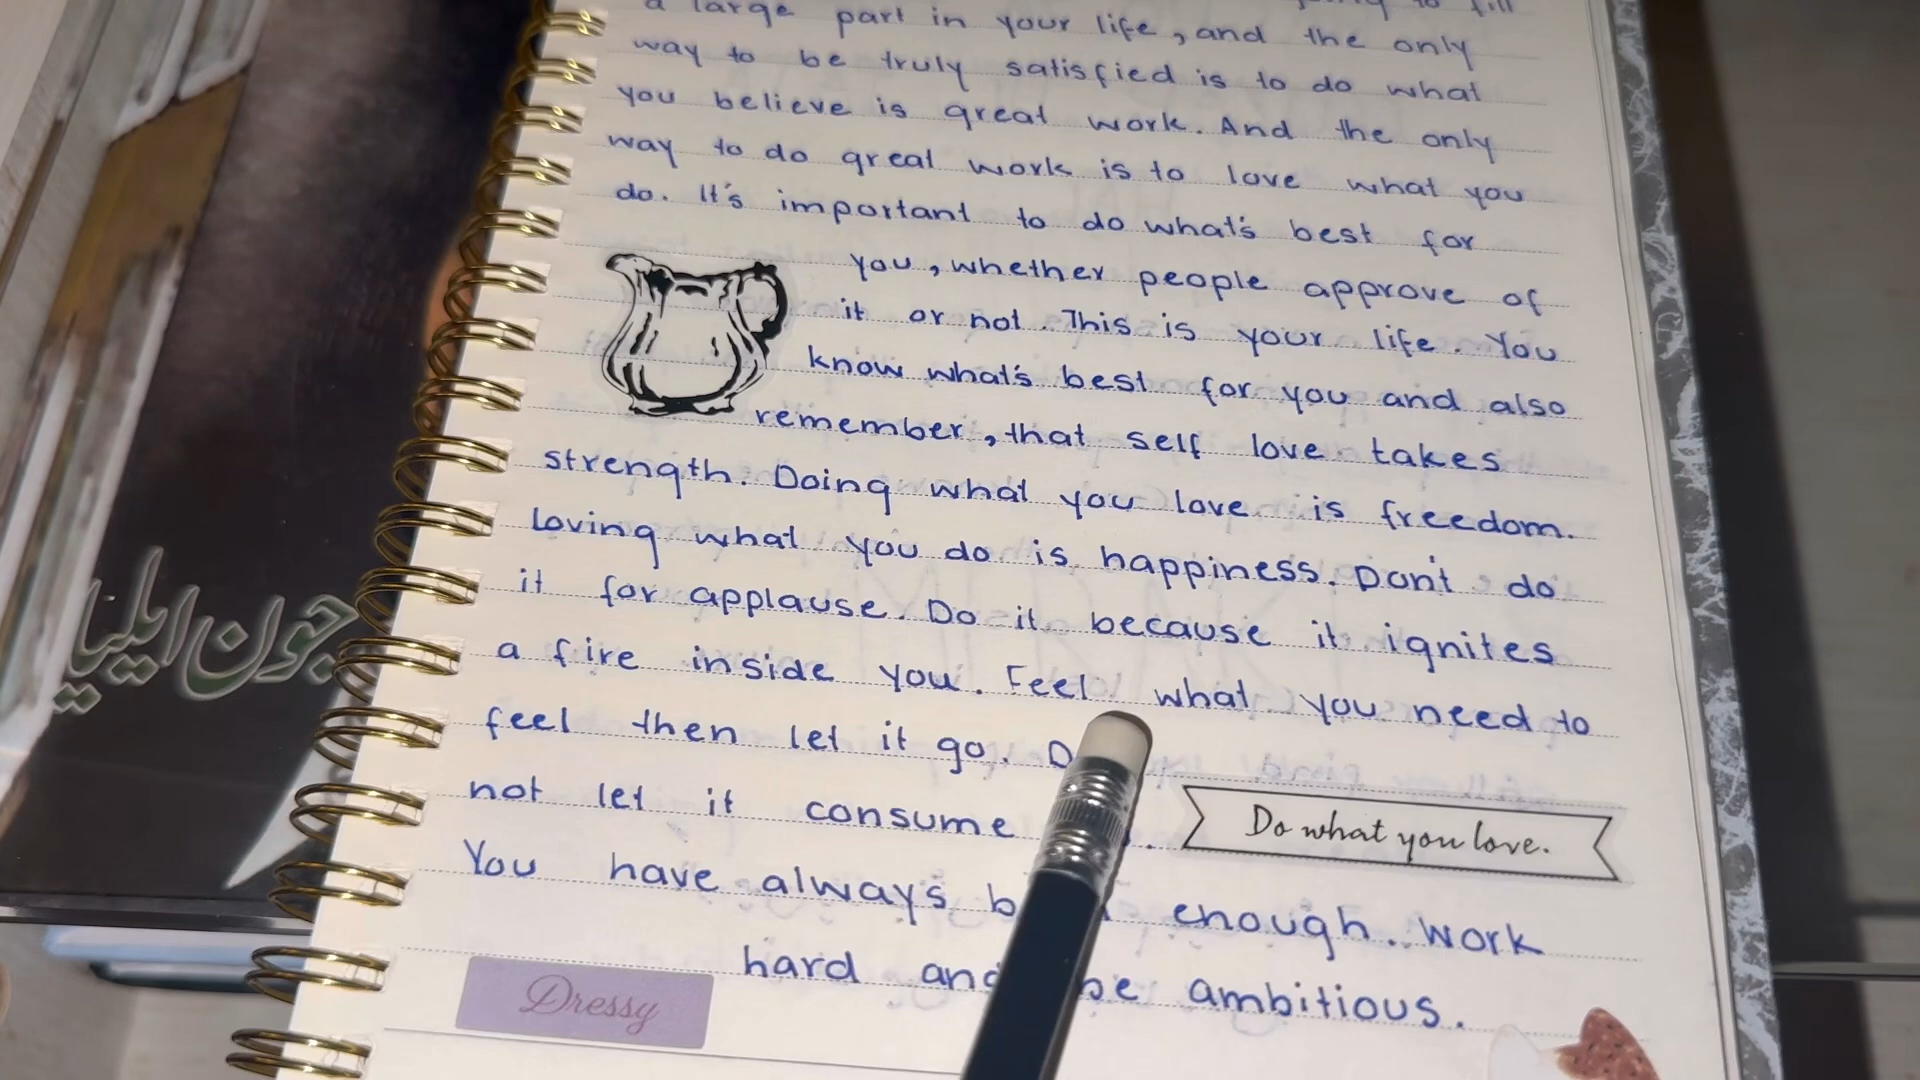 to fill
a large part in your life, and the only
way to be truly satisfied is to do what
you believe is great work. And the only
way to do great work is to love what you
do. It's important to do what's best for
you, whether people approve of
it or not. This is your life. You
know what's best for you and also
remember, that self love takes
strength. Doing what you love is freedom.
Loving what you do is happiness. Don't do
it for applause. Do it because it ignites
a fire inside you. Feel what you need to
feel then let it go. D
not let it consume .
Do what you love.
You have always b enough. Work
hard and be ambitious.
Dressy
جون ایلیا